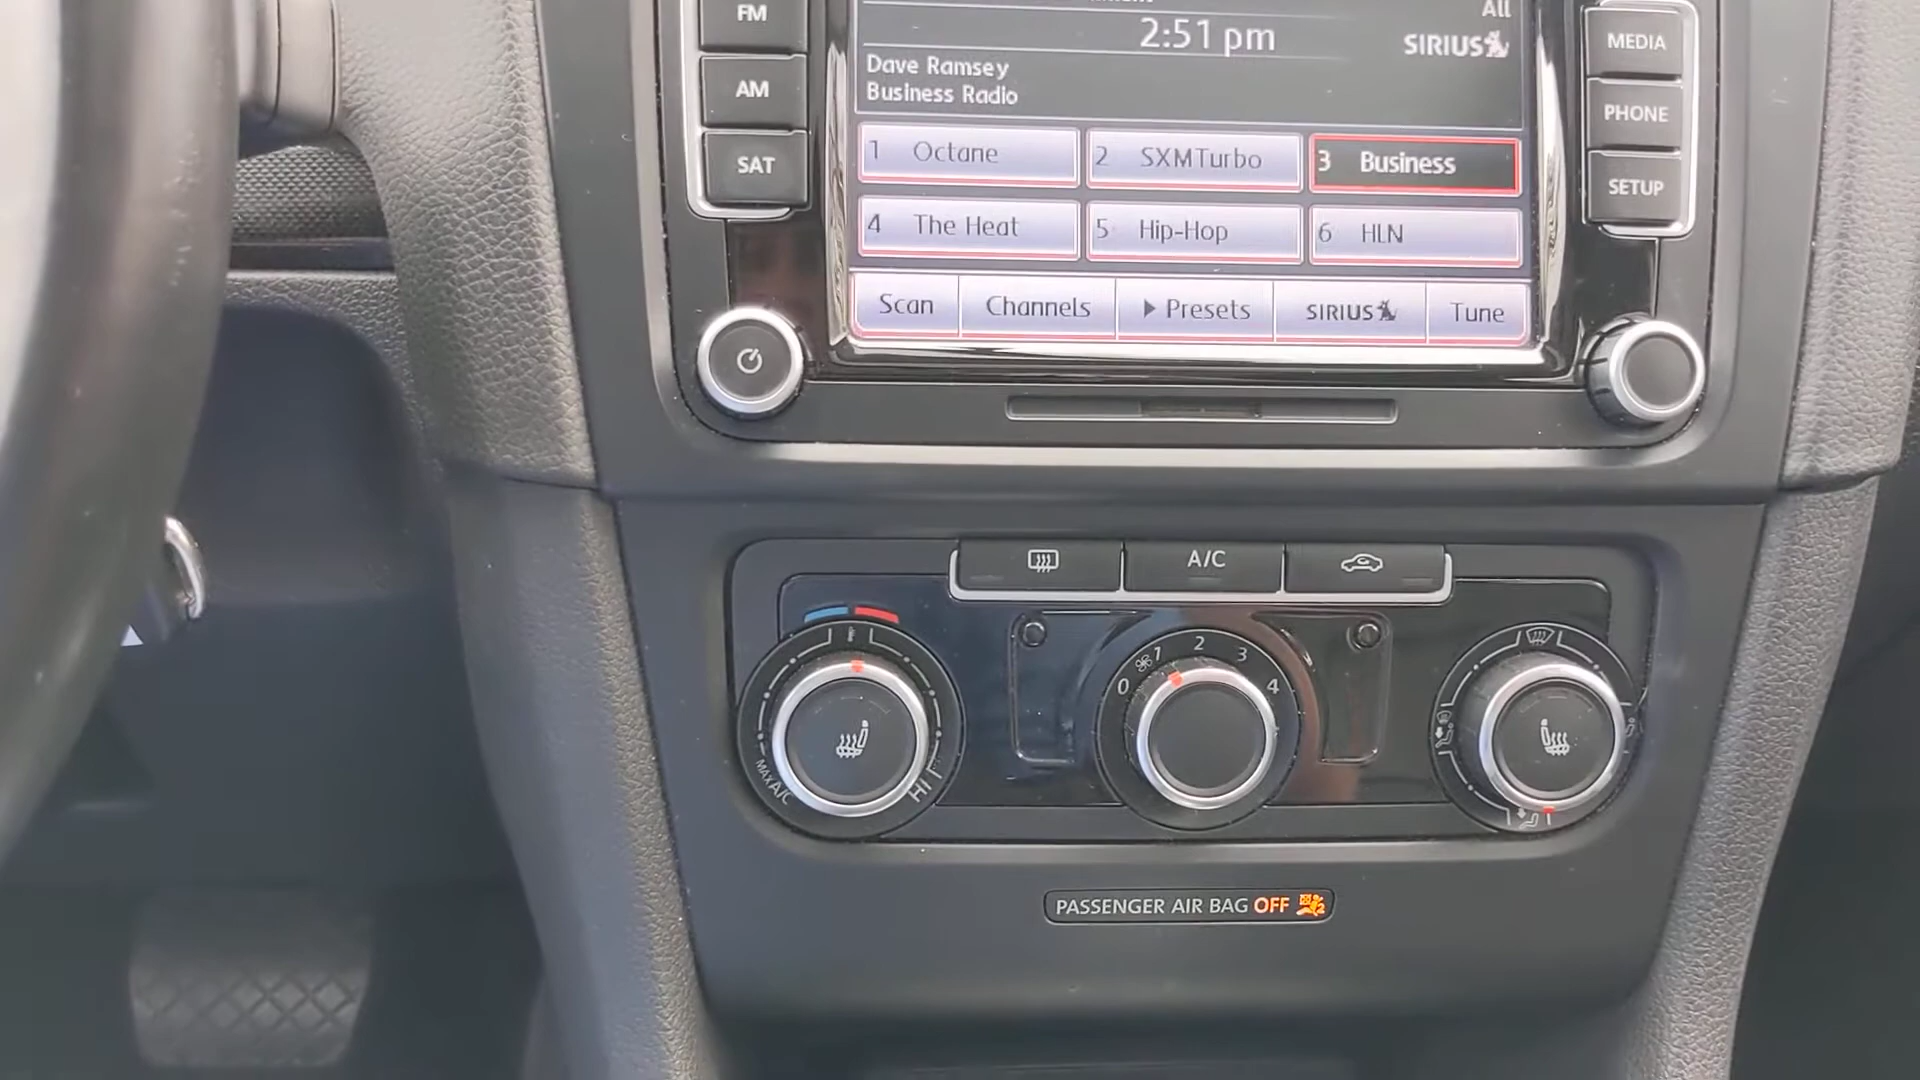 FM
AM
SAT
All
2:51 pm
SIRIUS
Dave Ramsey
Business Radio
1 Octane
2 SXMTurbo
3 Business
4 The Heat
5 Hip-Hop
6 HLN
Scan
Channels
Presets
SIRIUS
Tune
MEDIA
PHONE
SETUP
A/C
MAX A/C
HI
0 1 2 3 4
PASSENGER AIR BAG OFF